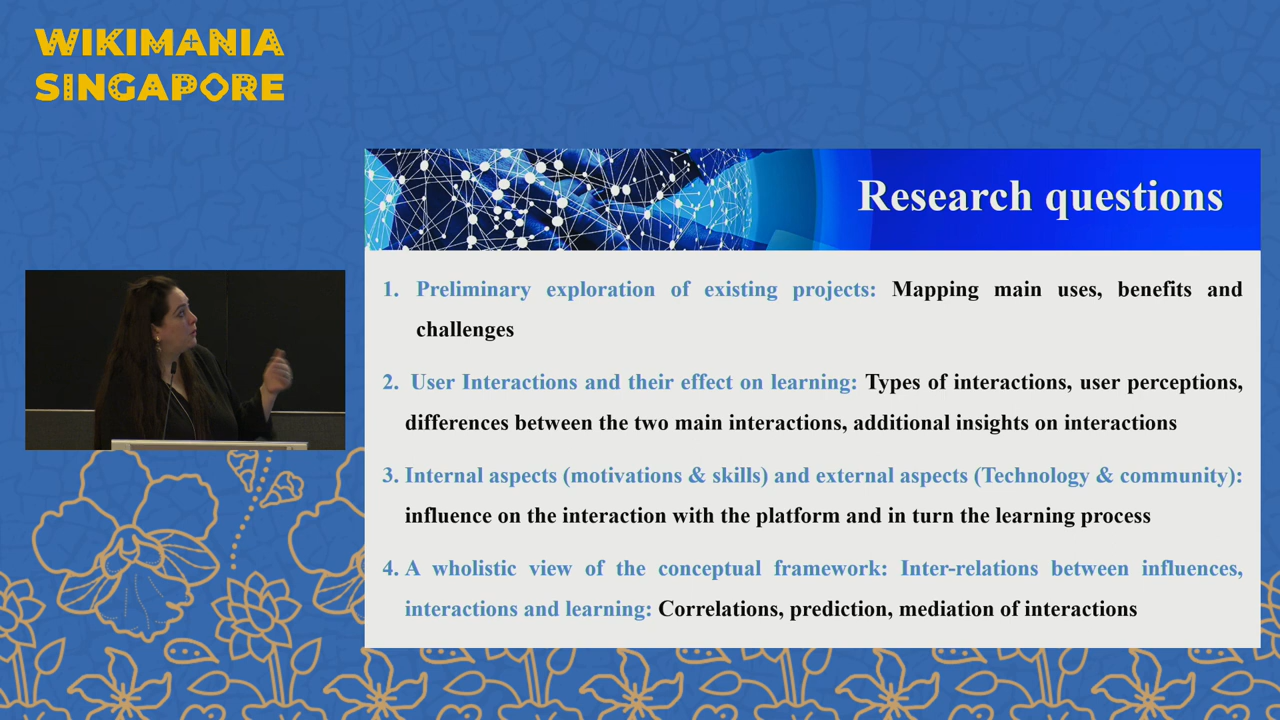 WIKIMANIA
SINGAPORE
Research questions
1. Preliminary exploration of existing projects: Mapping main uses, benefits and
challenges
2. User Interactions and their effect on learning: Types of interactions, user perceptions,
differences between the two main interactions, additional insights on interactions
3. Internal aspects (motivations & skills) and external aspects (Technology & community):
influence on the interaction with the platform and in turn the learning process
4. A wholistic view of the conceptual framework: Inter-relations between influences,
interactions and learning: Correlations, prediction, mediation of interactions